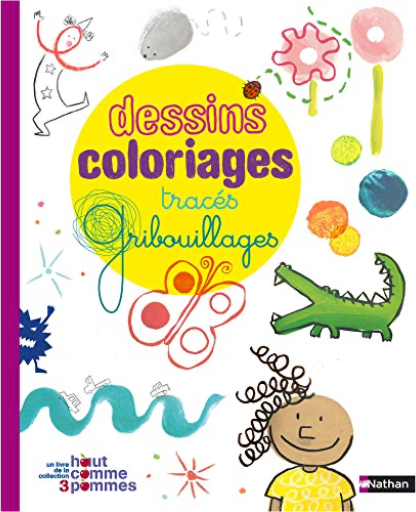 dessins
coloriages
tracés
gribouillages
un livre
de la
collection
haut
comme
3 pommes
Nathan